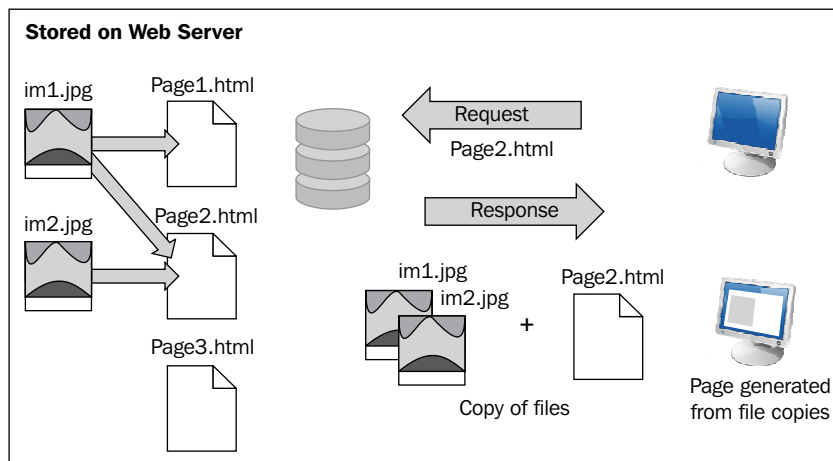 Stored on Web Server
im1.jpg
Page1.html
Request
Page2.html
im2.jpg
Page2.html
Response
im1.jpg
im2.jpg
Page2.html
+
Page3.html
Copy of files
Page generated
from file copies